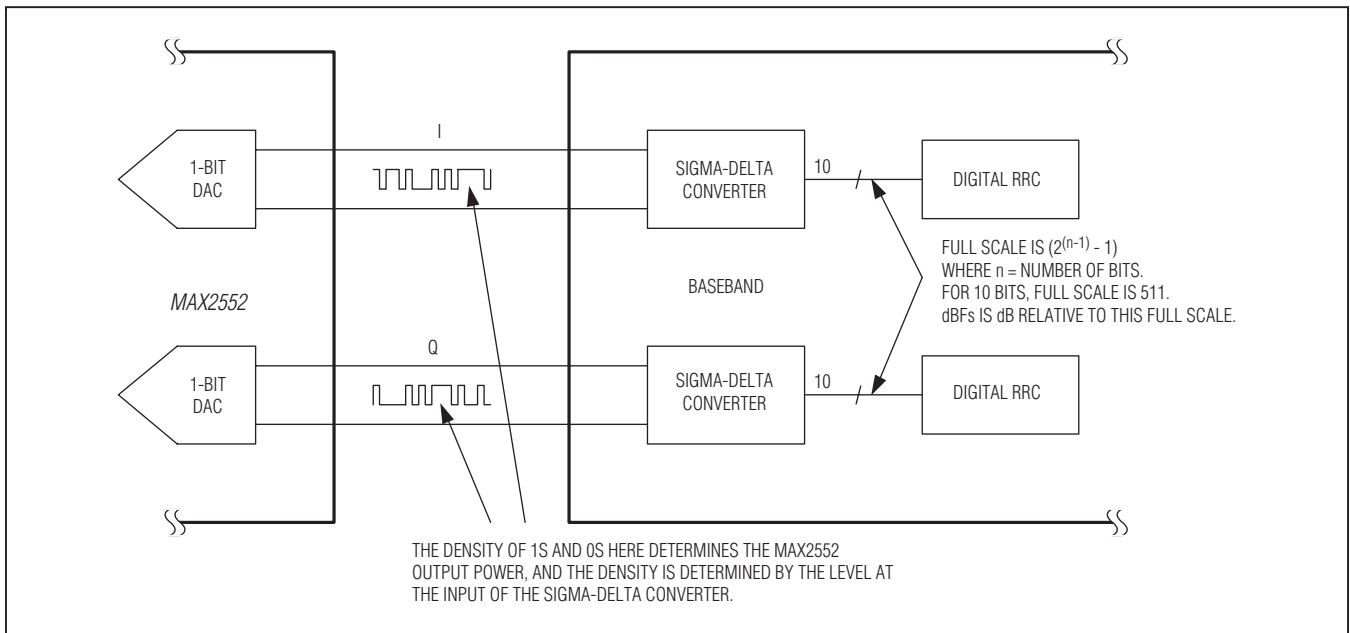 I
1-BIT
DAC
SIGMA-DELTA
CONVERTER
10
DIGITAL RRC
FULL SCALE IS (2^(n-1) - 1)
WHERE n = NUMBER OF BITS.
FOR 10 BITS, FULL SCALE IS 511.
dBFs IS dB RELATIVE TO THIS FULL SCALE.
MAX2552
BASEBAND
Q
1-BIT
DAC
SIGMA-DELTA
CONVERTER
10
DIGITAL RRC
THE DENSITY OF 1S AND 0S HERE DETERMINES THE MAX2552
OUTPUT POWER, AND THE DENSITY IS DETERMINED BY THE LEVEL AT
THE INPUT OF THE SIGMA-DELTA CONVERTER.